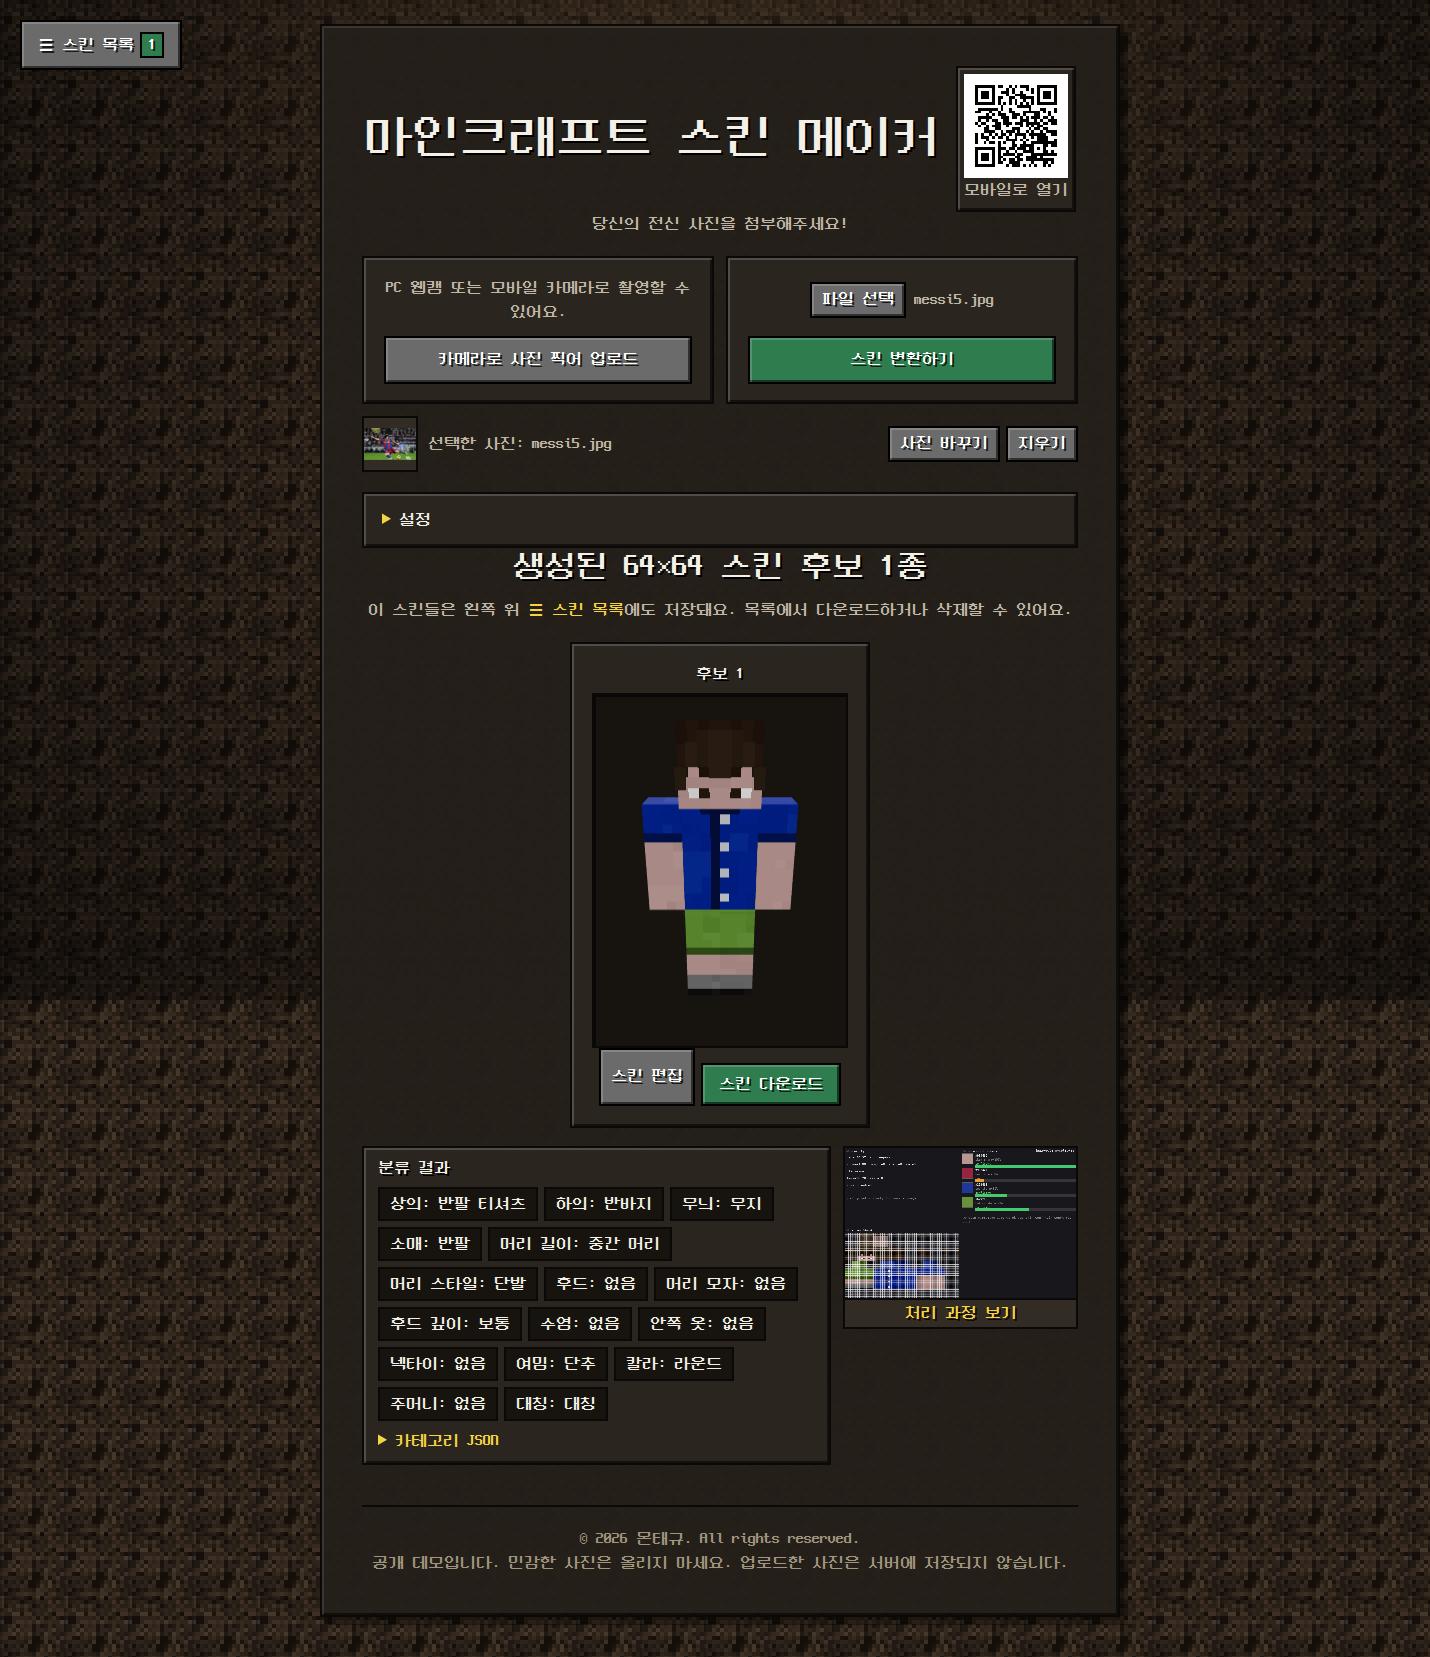 ☰ 스킨 목록 1
마인크래프트 스킨 메이커
모바일로 열기
당신의 전신 사진을 첨부해주세요!
PC 웹캠 또는 모바일 카메라로 촬영할 수
있어요.
카메라로 사진 찍어 업로드
파일 선택 messi5.jpg
스킨 변환하기
선택한 사진: messi5.jpg
사진 바꾸기
지우기
▶ 설정
생성된 64×64 스킨 후보 1종
이 스킨들은 왼쪽 위 ☰ 스킨 목록에도 저장돼요. 목록에서 다운로드하거나 삭제할 수 있어요.
후보 1
스킨 편집
스킨 다운로드
분류 결과
상의: 반팔 티셔츠
하의: 반바지
무늬: 무지
소매: 반팔
머리 길이: 중간 머리
머리 스타일: 단발
후드: 없음
머리 모자: 없음
후드 깊이: 보통
수염: 없음
안쪽 옷: 없음
넥타이: 없음
여밈: 단추
칼라: 라운드
주머니: 없음
대칭: 대칭
▶ 카테고리 JSON
처리 과정 보기
© 2026 몬태규. All rights reserved.
공개 데모입니다. 민감한 사진은 올리지 마세요. 업로드한 사진은 서버에 저장되지 않습니다.